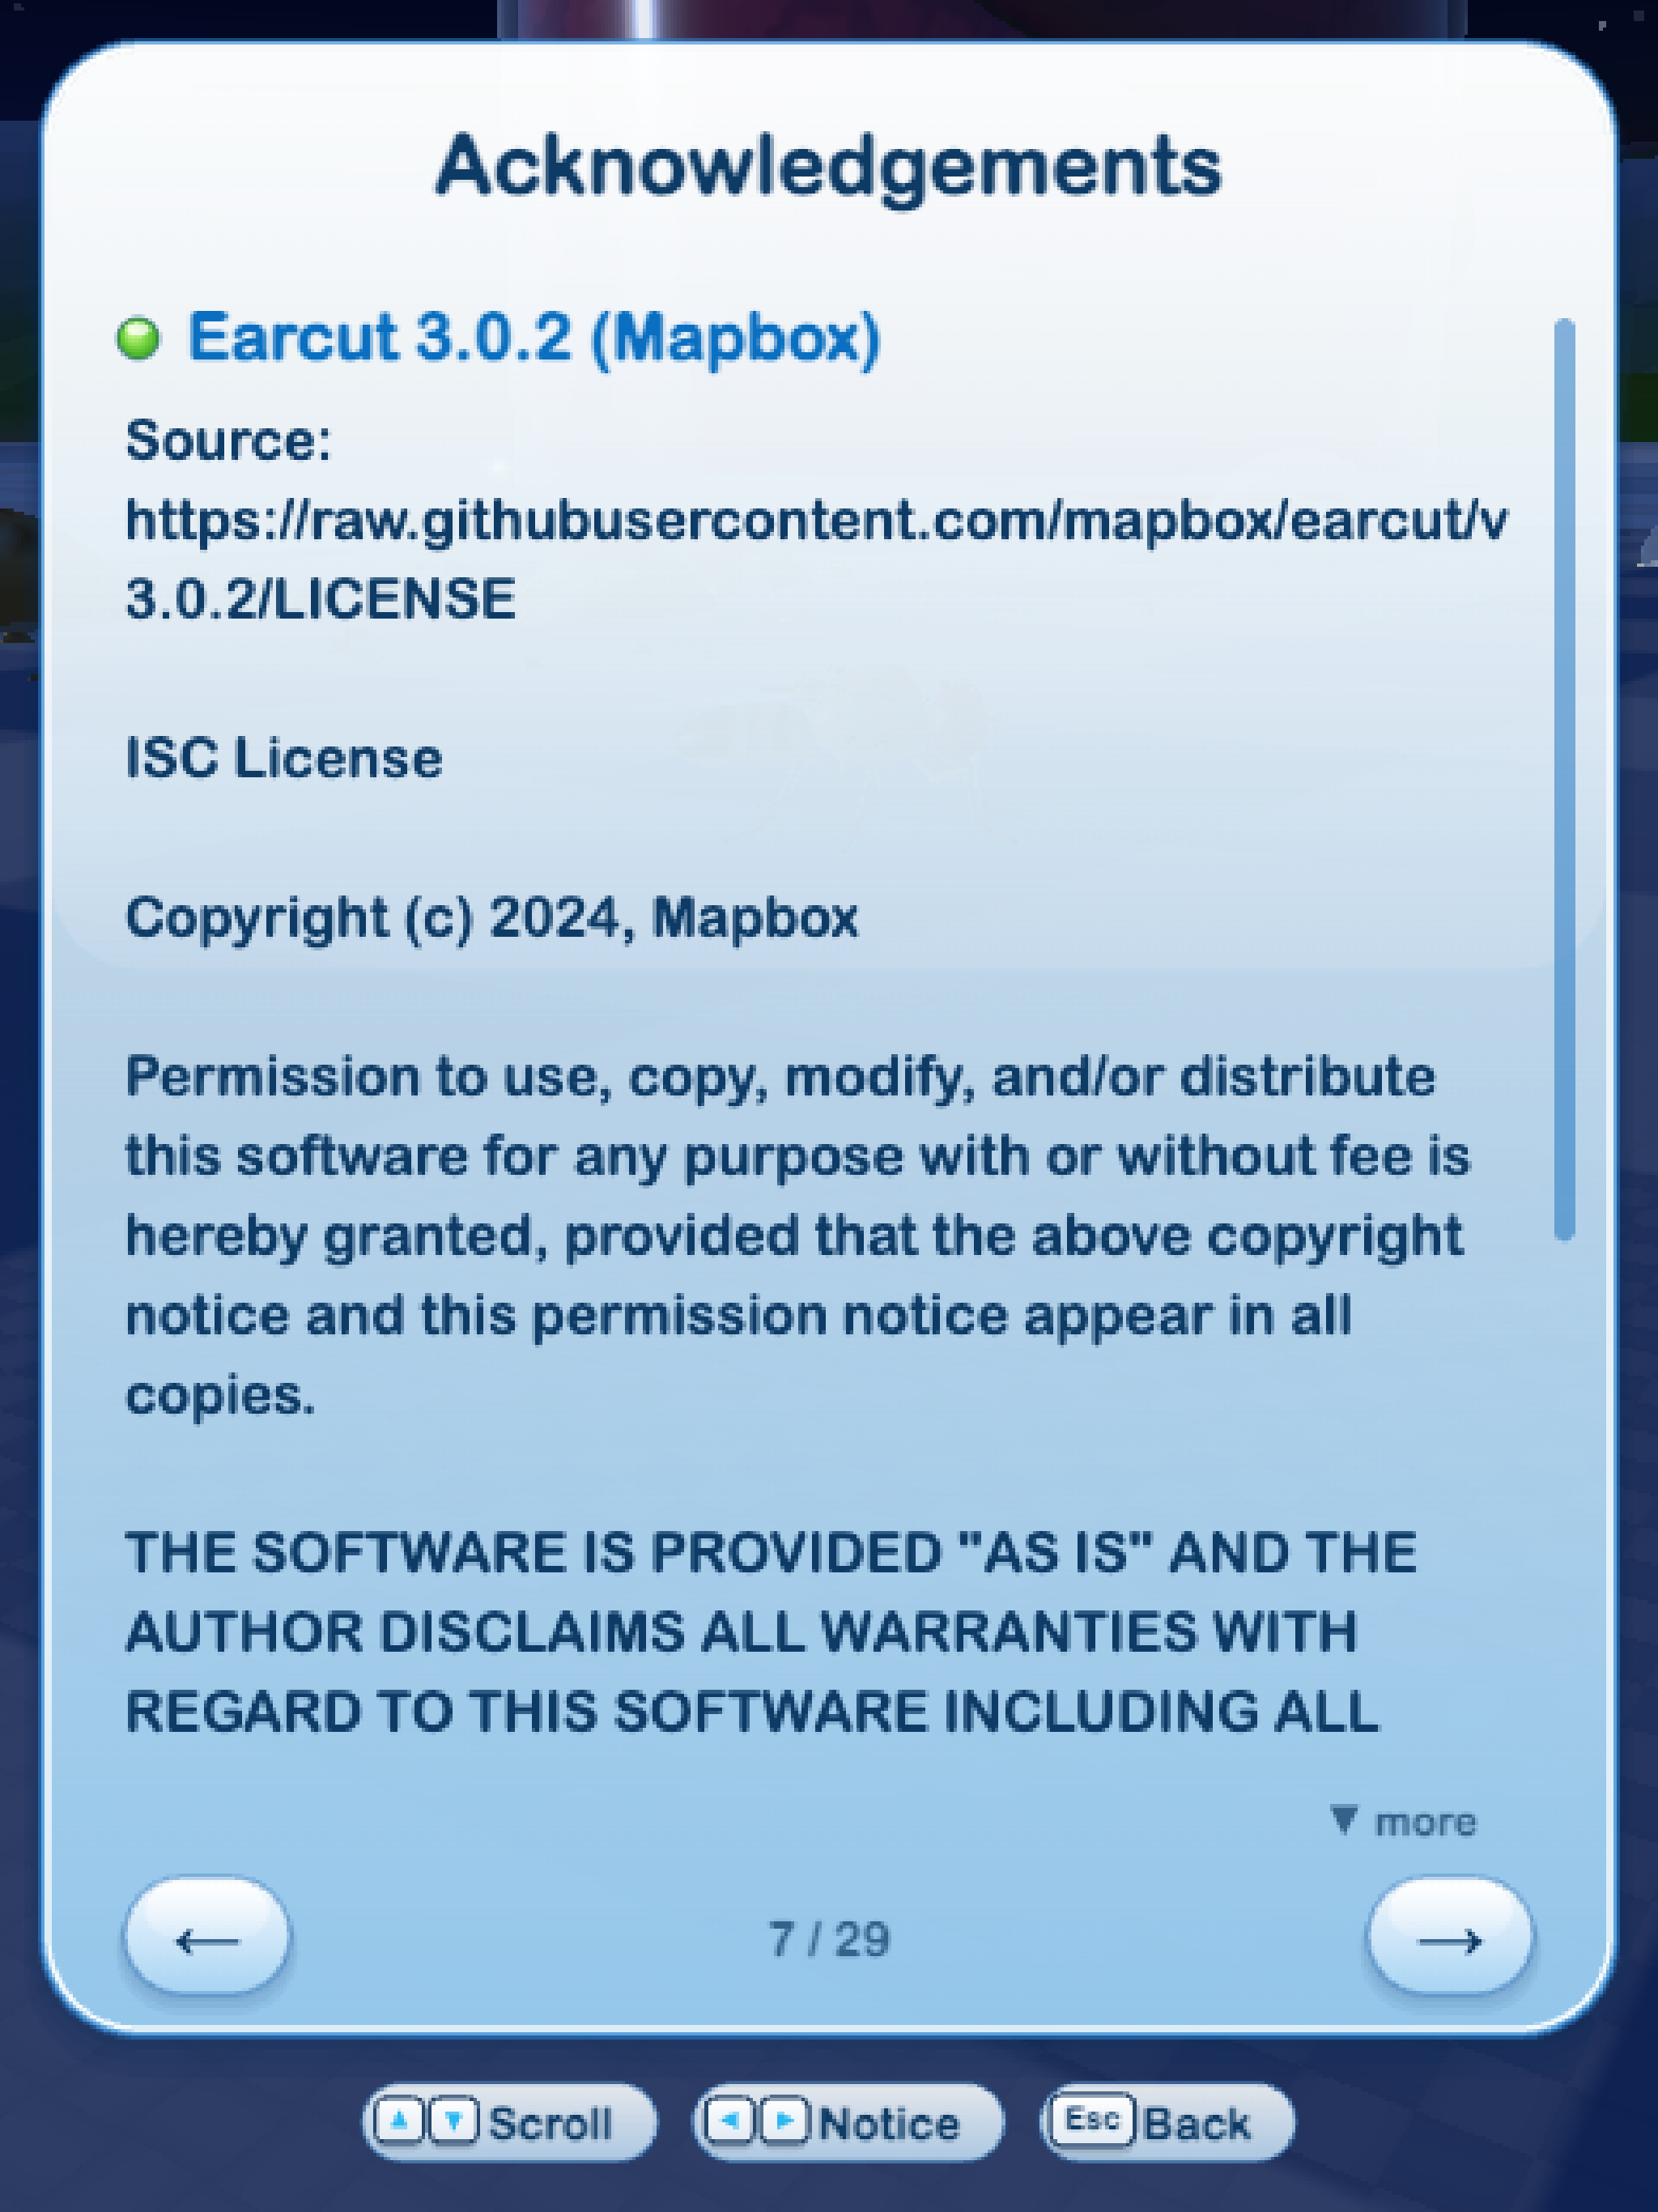 Acknowledgements
Earcut 3.0.2 (Mapbox)
Source:
https://raw.githubusercontent.com/mapbox/earcut/v
3.0.2/LICENSE
ISC License
Copyright (c) 2024, Mapbox
Permission to use, copy, modify, and/or distribute
this software for any purpose with or without fee is
hereby granted, provided that the above copyright
notice and this permission notice appear in all
copies.
THE SOFTWARE IS PROVIDED "AS IS" AND THE
AUTHOR DISCLAIMS ALL WARRANTIES WITH
REGARD TO THIS SOFTWARE INCLUDING ALL
▼ more
← 7 / 29 →
▲ ▼ Scroll ◄ ► Notice Esc Back